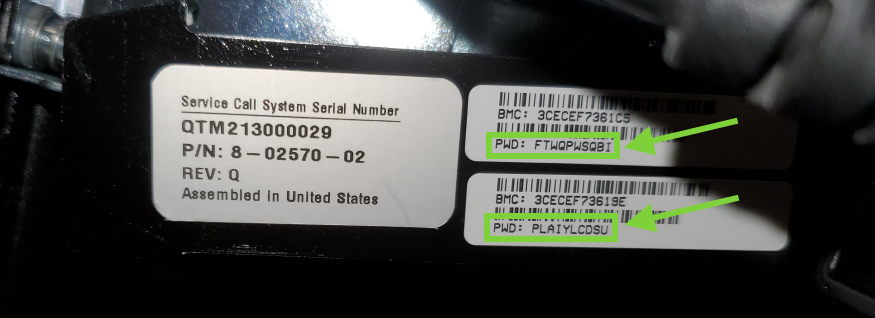 Service Call System Serial Number
QTM213000029
P/N: 8-02570-02
REV: Q
Assembled in United States
BMC: 3CECEF7361C5
PWD: FTWQPWSQBI
BMC: 3CECEF73619E
PWD: PLAIYLCDSU